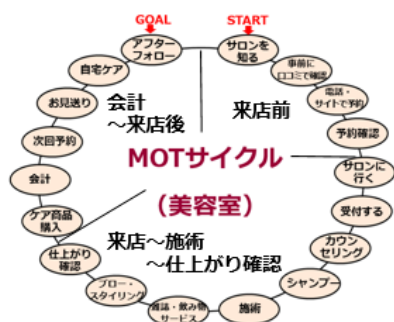 GOAL
START
アフター
フォロー
サロンを
知る
事前に
口コミで確認
電話・
サイトで予約
予約確認
サロンに
行く
受付する
カウン
セリング
シャンプー
施術
雑誌・飲み物
サービス
ブロー・
スタイリング
仕上がり
確認
ケア商品
購入
会計
次回予約
お見送り
自宅ケア
会計
～来店後
来店前
MOTサイクル
（美容室）
来店～施術
～仕上がり確認